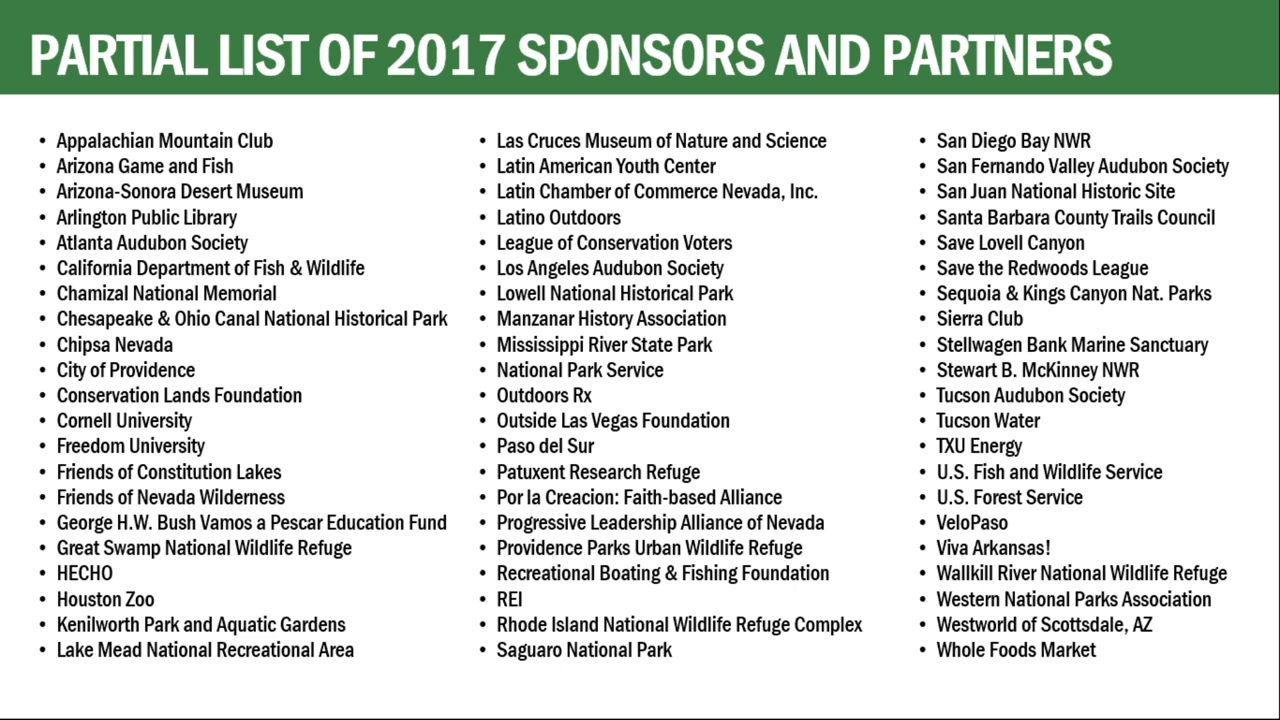 PARTIAL LIST OF 2017 SPONSORS AND PARTNERS
• Appalachian Mountain Club
• Arizona Game and Fish
• Arizona-Sonora Desert Museum
• Arlington Public Library
• Atlanta Audubon Society
• California Department of Fish & Wildlife
• Chamizal National Memorial
• Chesapeake & Ohio Canal National Historical Park
• Chipsa Nevada
• City of Providence
• Conservation Lands Foundation
• Cornell University
• Freedom University
• Friends of Constitution Lakes
• Friends of Nevada Wilderness
• George H.W. Bush Vamos a Pescar Education Fund
• Great Swamp National Wildlife Refuge
• HECHO
• Houston Zoo
• Kenilworth Park and Aquatic Gardens
• Lake Mead National Recreational Area
• Las Cruces Museum of Nature and Science
• Latin American Youth Center
• Latin Chamber of Commerce Nevada, Inc.
• Latino Outdoors
• League of Conservation Voters
• Los Angeles Audubon Society
• Lowell National Historical Park
• Manzanar History Association
• Mississippi River State Park
• National Park Service
• Outdoors Rx
• Outside Las Vegas Foundation
• Paso del Sur
• Patuxent Research Refuge
• Por la Creacion: Faith-based Alliance
• Progressive Leadership Alliance of Nevada
• Providence Parks Urban Wildlife Refuge
• Recreational Boating & Fishing Foundation
• REI
• Rhode Island National Wildlife Refuge Complex
• Saguaro National Park
• San Diego Bay NWR
• San Fernando Valley Audubon Society
• San Juan National Historic Site
• Santa Barbara County Trails Council
• Save Lovell Canyon
• Save the Redwoods League
• Sequoia & Kings Canyon Nat. Parks
• Sierra Club
• Stellwagen Bank Marine Sanctuary
• Stewart B. McKinney NWR
• Tucson Audubon Society
• Tucson Water
• TXU Energy
• U.S. Fish and Wildlife Service
• U.S. Forest Service
• VeloPaso
• Viva Arkansas!
• Wallkill River National Wildlife Refuge
• Western National Parks Association
• Westworld of Scottsdale, AZ
• Whole Foods Market